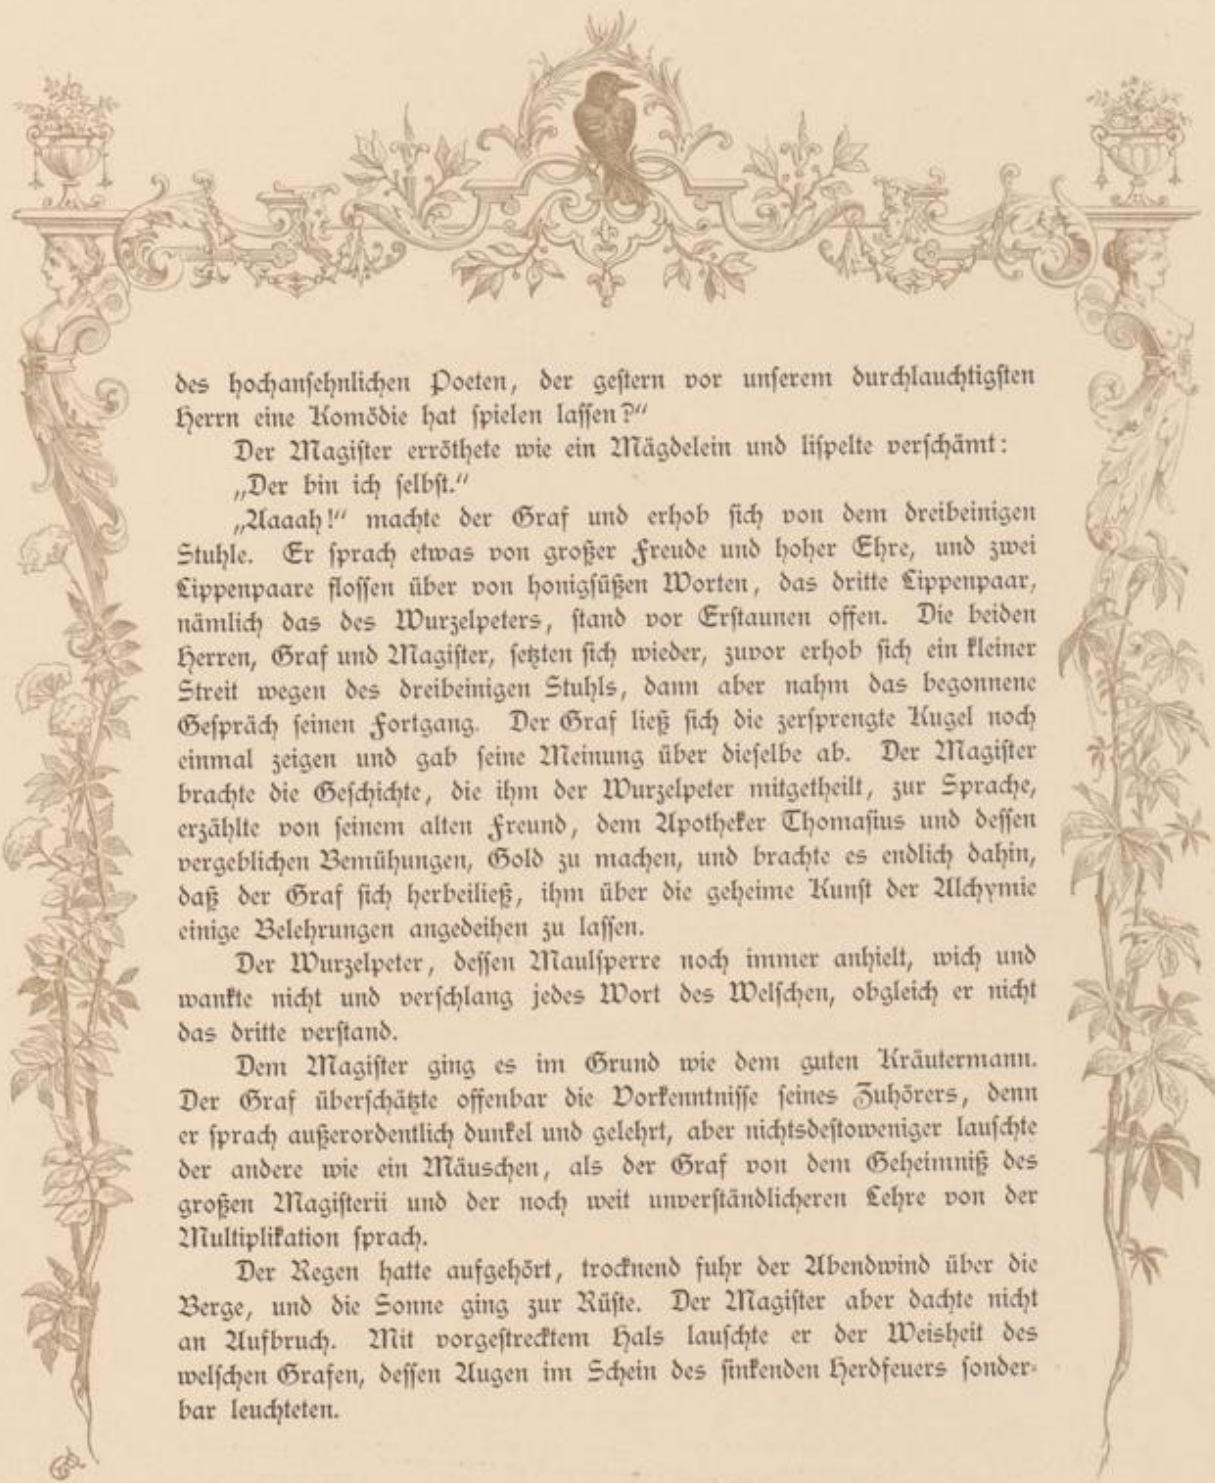 des hochansehnlichen Poeten, der gestern vor unserem durchlauchtigsten
Herrn eine Komödie hat spielen lassen?“
Der Magister erröthete wie ein Mägdelein und lispelte verschämt:
„Der bin ich selbst.“
„Aaaah!“ machte der Graf und erhob sich von dem dreibeinigen
Stuhle. Er sprach etwas von großer Freude und hoher Ehre, und zwei
Lippenpaare flossen über von honigsüßen Worten, das dritte Lippenpaar,
nämlich das des Wurzelpeters, stand vor Erstaunen offen. Die beiden
Herren, Graf und Magister, setzten sich wieder, zuvor erhob sich ein kleiner
Streit wegen des dreibeinigen Stuhls, dann aber nahm das begonnene
Gespräch seinen Fortgang. Der Graf ließ sich die zersprengte Kugel noch
einmal zeigen und gab seine Meinung über dieselbe ab. Der Magister
brachte die Geschichte, die ihm der Wurzelpeter mitgetheilt, zur Sprache,
erzählte von seinem alten Freund, dem Apotheker Thomasius und dessen
vergeblichen Bemühungen, Gold zu machen, und brachte es endlich dahin,
daß der Graf sich herbeiließ, ihm über die geheime Kunst der Alchymie
einige Belehrungen angedeihen zu lassen.
Der Wurzelpeter, dessen Maulsperre noch immer anhielt, wich und
wankte nicht und verschlang jedes Wort des Welschen, obgleich er nicht
das dritte verstand.
Dem Magister ging es im Grund wie dem guten Kräutermann.
Der Graf überschätzte offenbar die Vorkenntnisse seines Zuhörers, denn
er sprach außerordentlich dunkel und gelehrt, aber nichtsdestoweniger lauschte
der andere wie ein Mäuschen, als der Graf von dem Geheimniß des
großen Magisterii und der noch weit unverständlicheren Lehre von der
Multiplikation sprach.
Der Regen hatte aufgehört, trocknend fuhr der Abendwind über die
Berge, und die Sonne ging zur Rüste. Der Magister aber dachte nicht
an Aufbruch. Mit vorgestrecktem Hals lauschte er der Weisheit des
welschen Grafen, dessen Augen im Schein des sinkenden Herdfeuers sonder-
bar leuchteten.